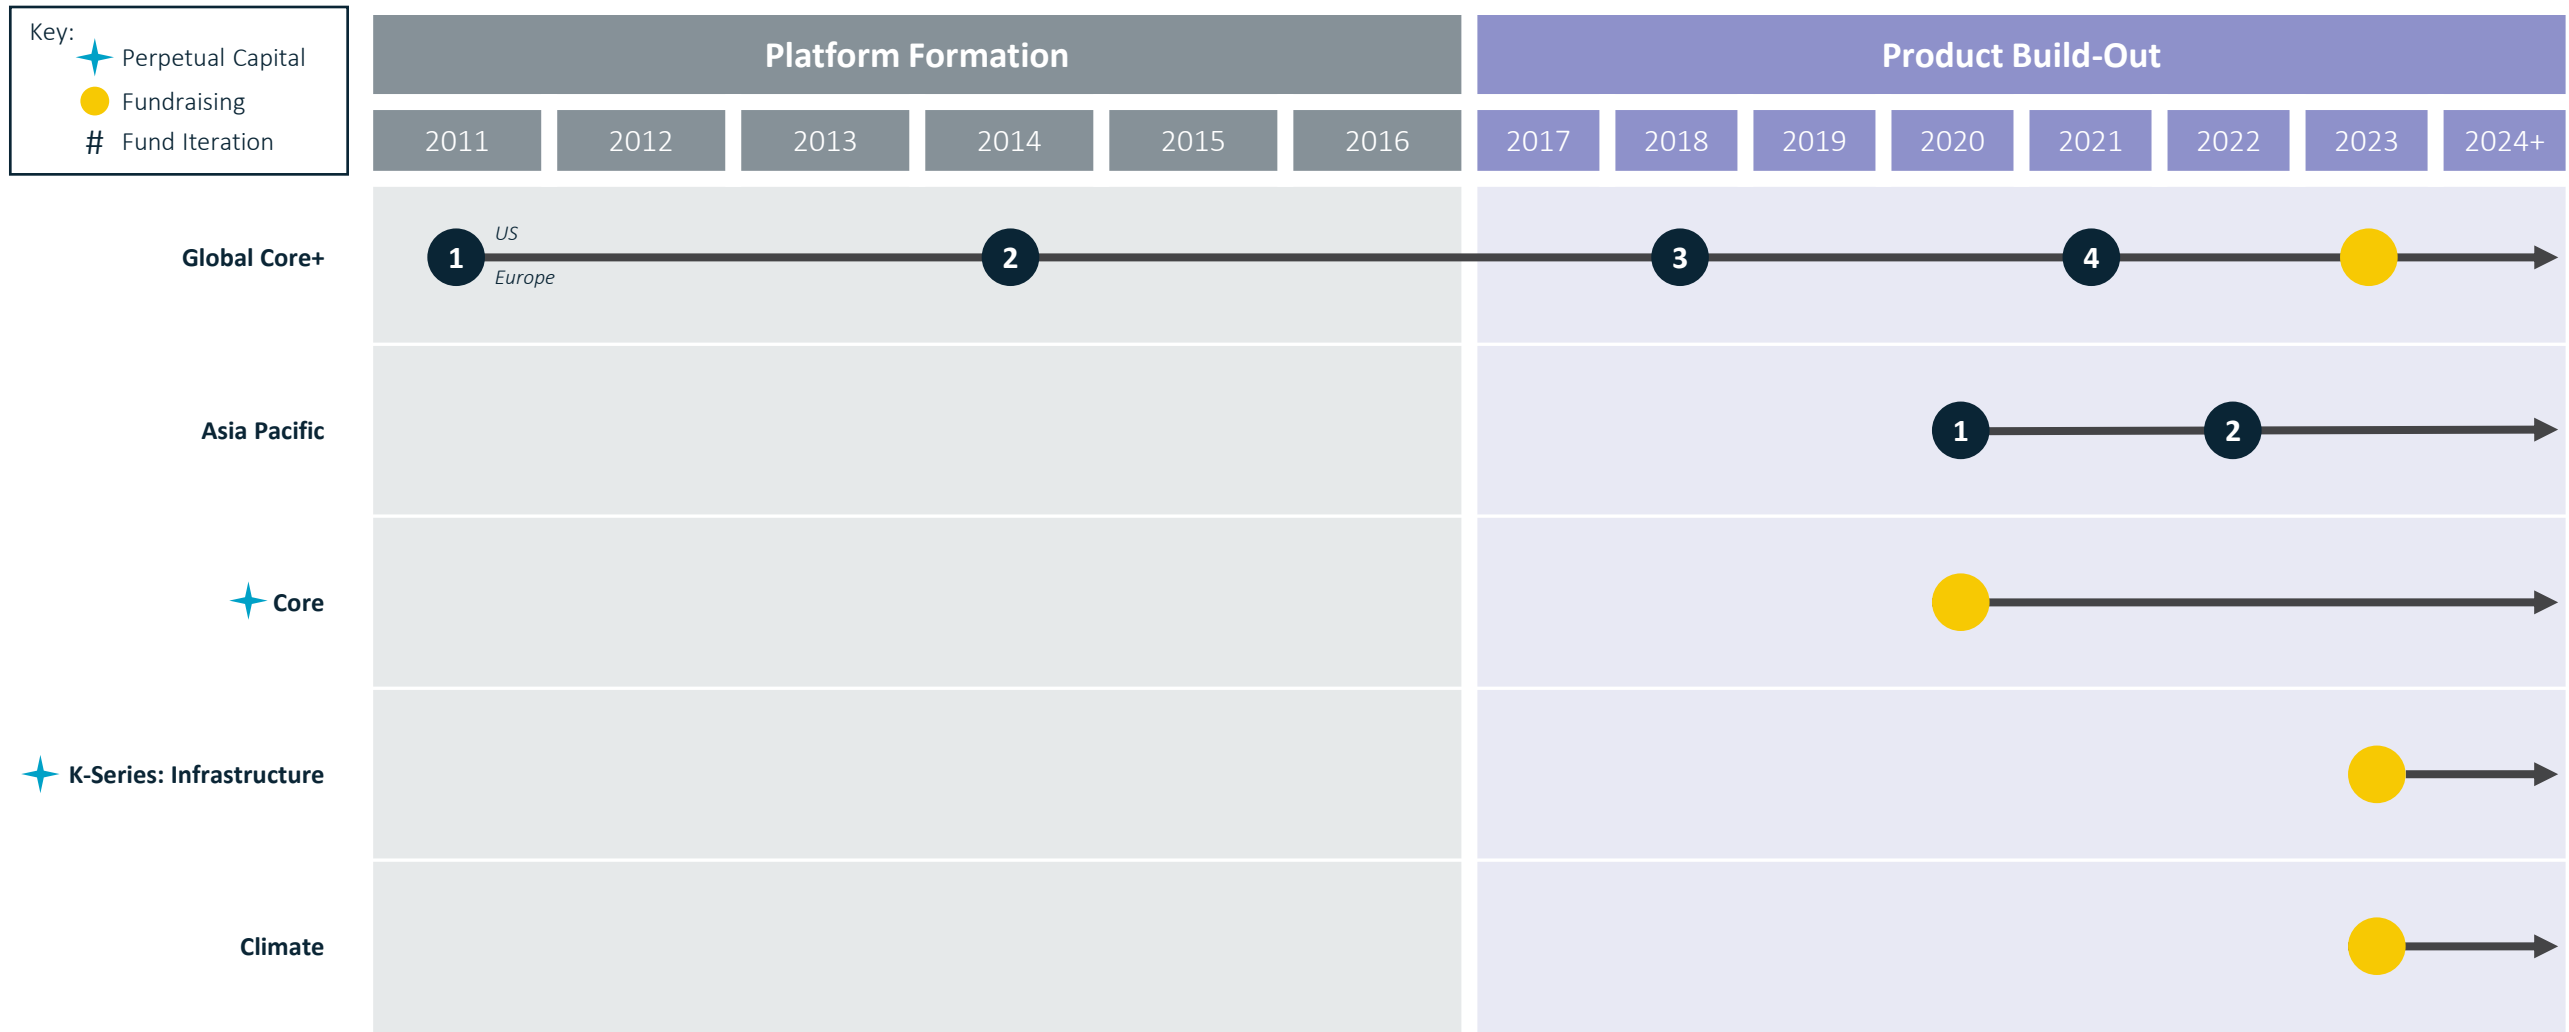 Key:
Perpetual Capital
Fundraising
# Fund Iteration
Platform Formation
Product Build-Out
2011 2012 2013 2014 2015 2016 2017 2018 2019 2020 2021 2022 2023 2024+
Global Core+
1 US 2 3 4
Europe
Asia Pacific
1 2
Core
K-Series: Infrastructure
Climate